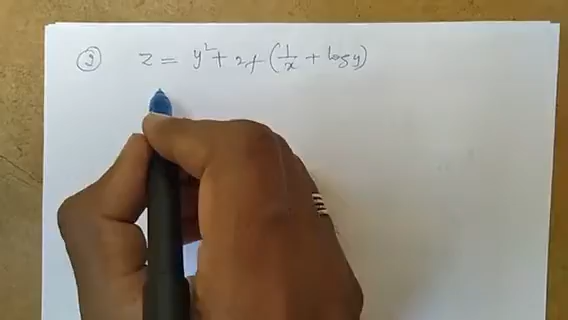 ③ z = y² + 2f(1/x + log y)